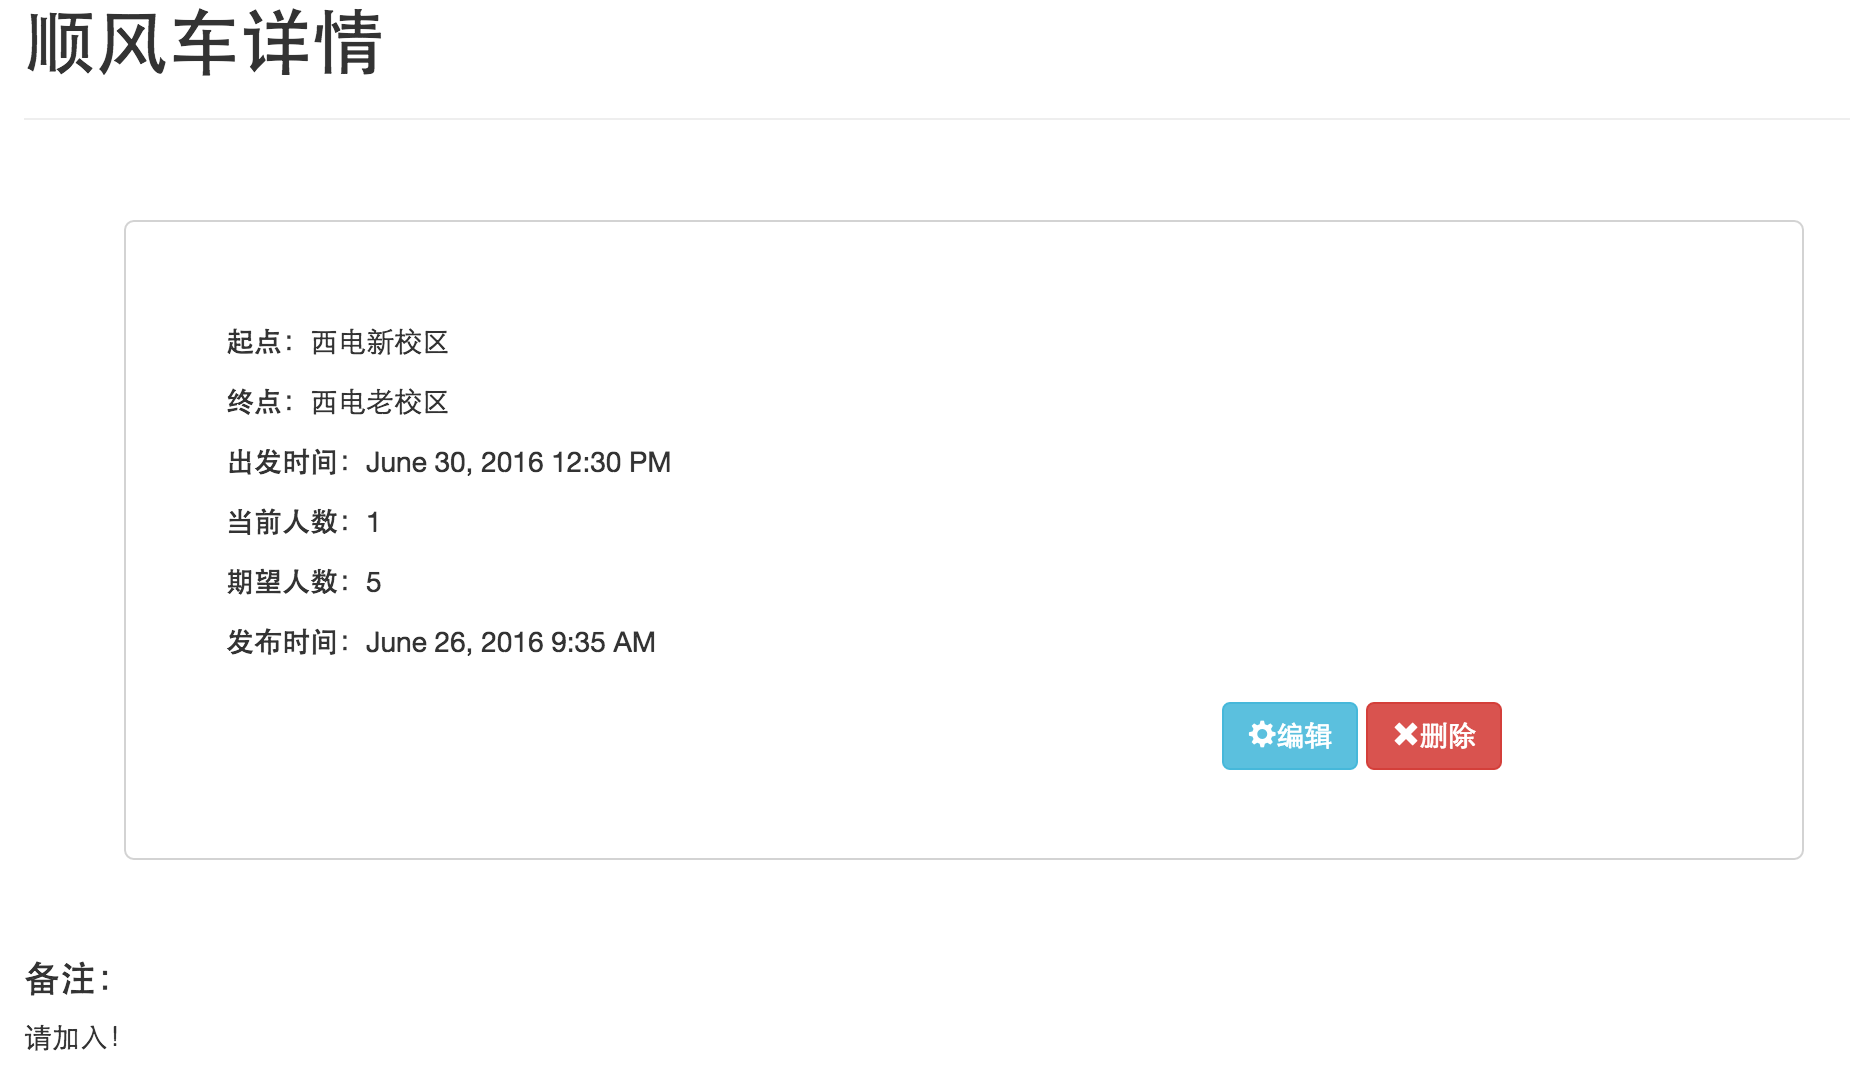 顺风车详情
起点：西电新校区
终点：西电老校区
出发时间：June 30, 2016 12:30 PM
当前人数：1
期望人数：5
发布时间：June 26, 2016 9:35 AM
编辑 删除
备注：
请加入！